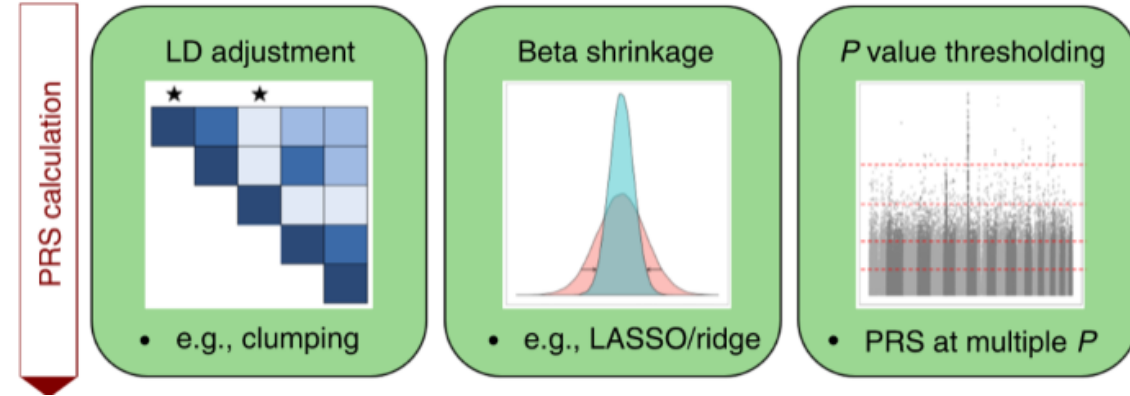 PRS calculation
LD adjustment
★ ★
• e.g., clumping
Beta shrinkage
• e.g., LASSO/ridge
P value thresholding
• PRS at multiple P